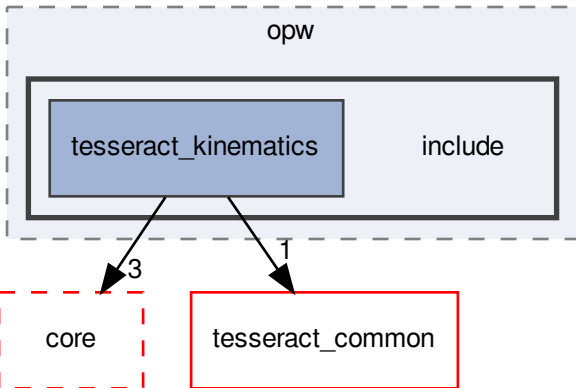 opw
tesseract_kinematics
include
3
1
core
tesseract_common